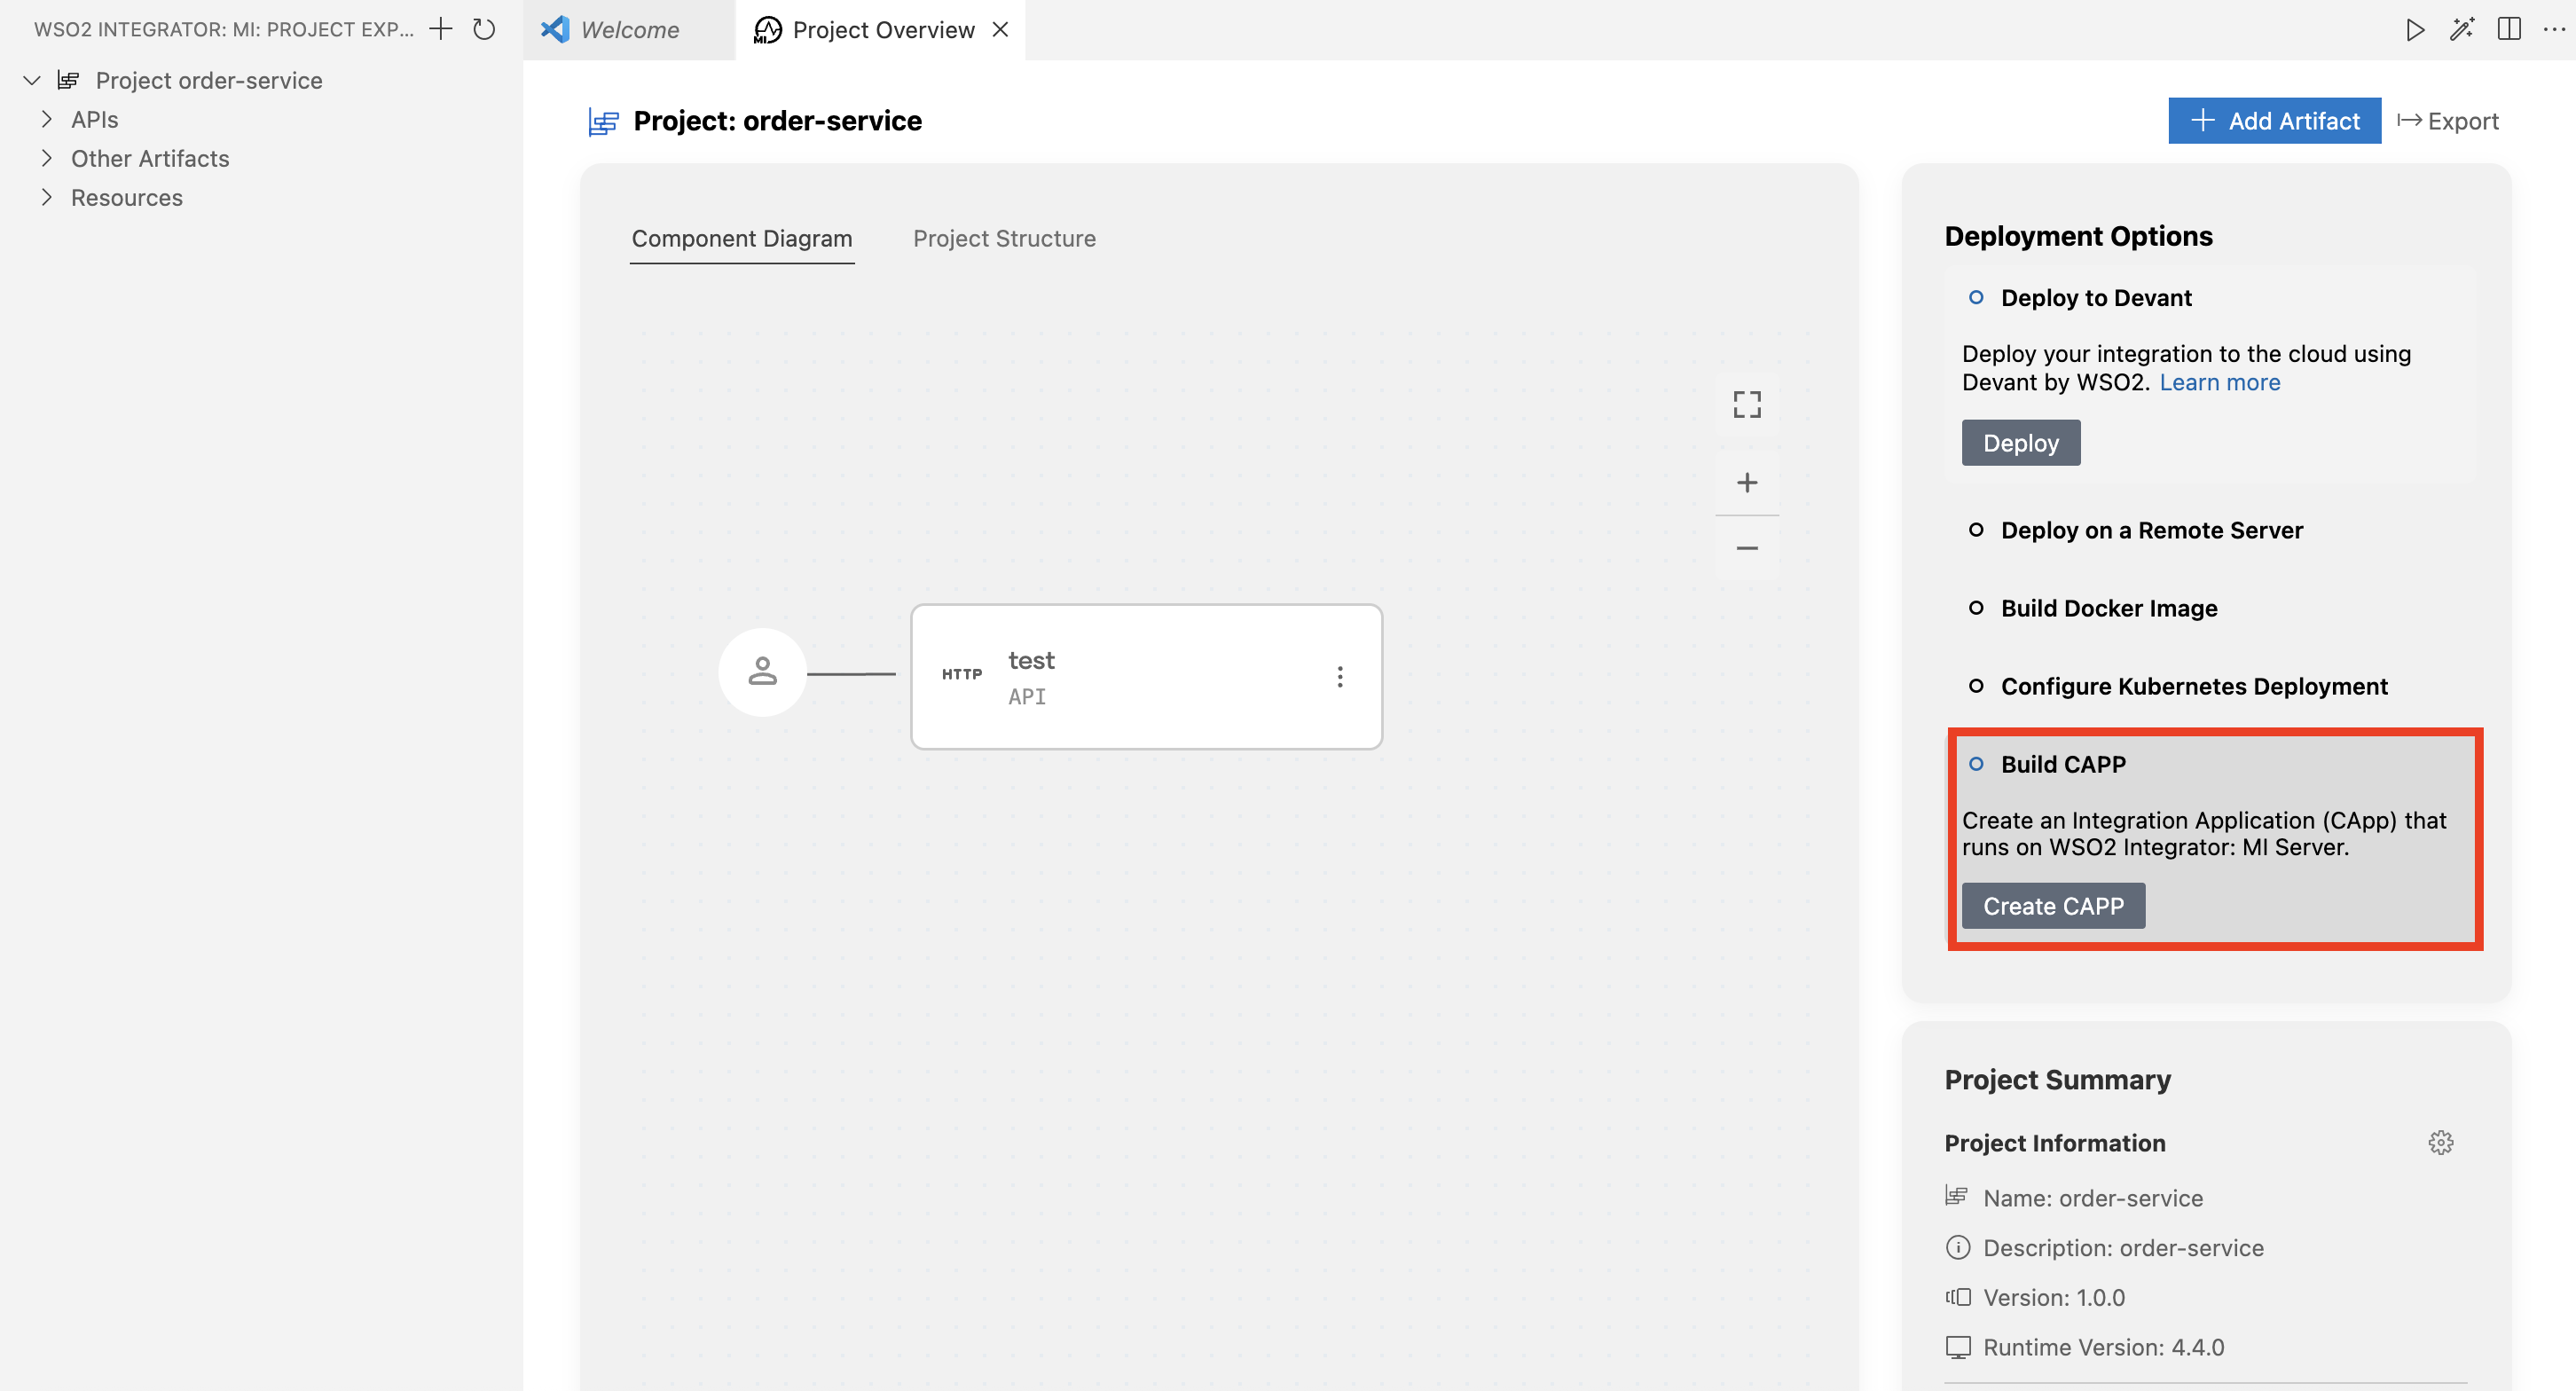 WSO2 INTEGRATOR: MI: PROJECT EXP...
Project order-service
APIs
Other Artifacts
Resources
Welcome
MI
Project Overview
Project: order-service
Add Artifact
Export
Component Diagram
Project Structure
HTTP
test
API
Deployment Options
Deploy to Devant
Deploy your integration to the cloud using
Devant by WSO2. Learn more
Deploy
Deploy on a Remote Server
Build Docker Image
Configure Kubernetes Deployment
Build CAPP
Create an Integration Application (CApp) that
runs on WSO2 Integrator: MI Server.
Create CAPP
Project Summary
Project Information
Name: order-service
Description: order-service
Version: 1.0.0
Runtime Version: 4.4.0